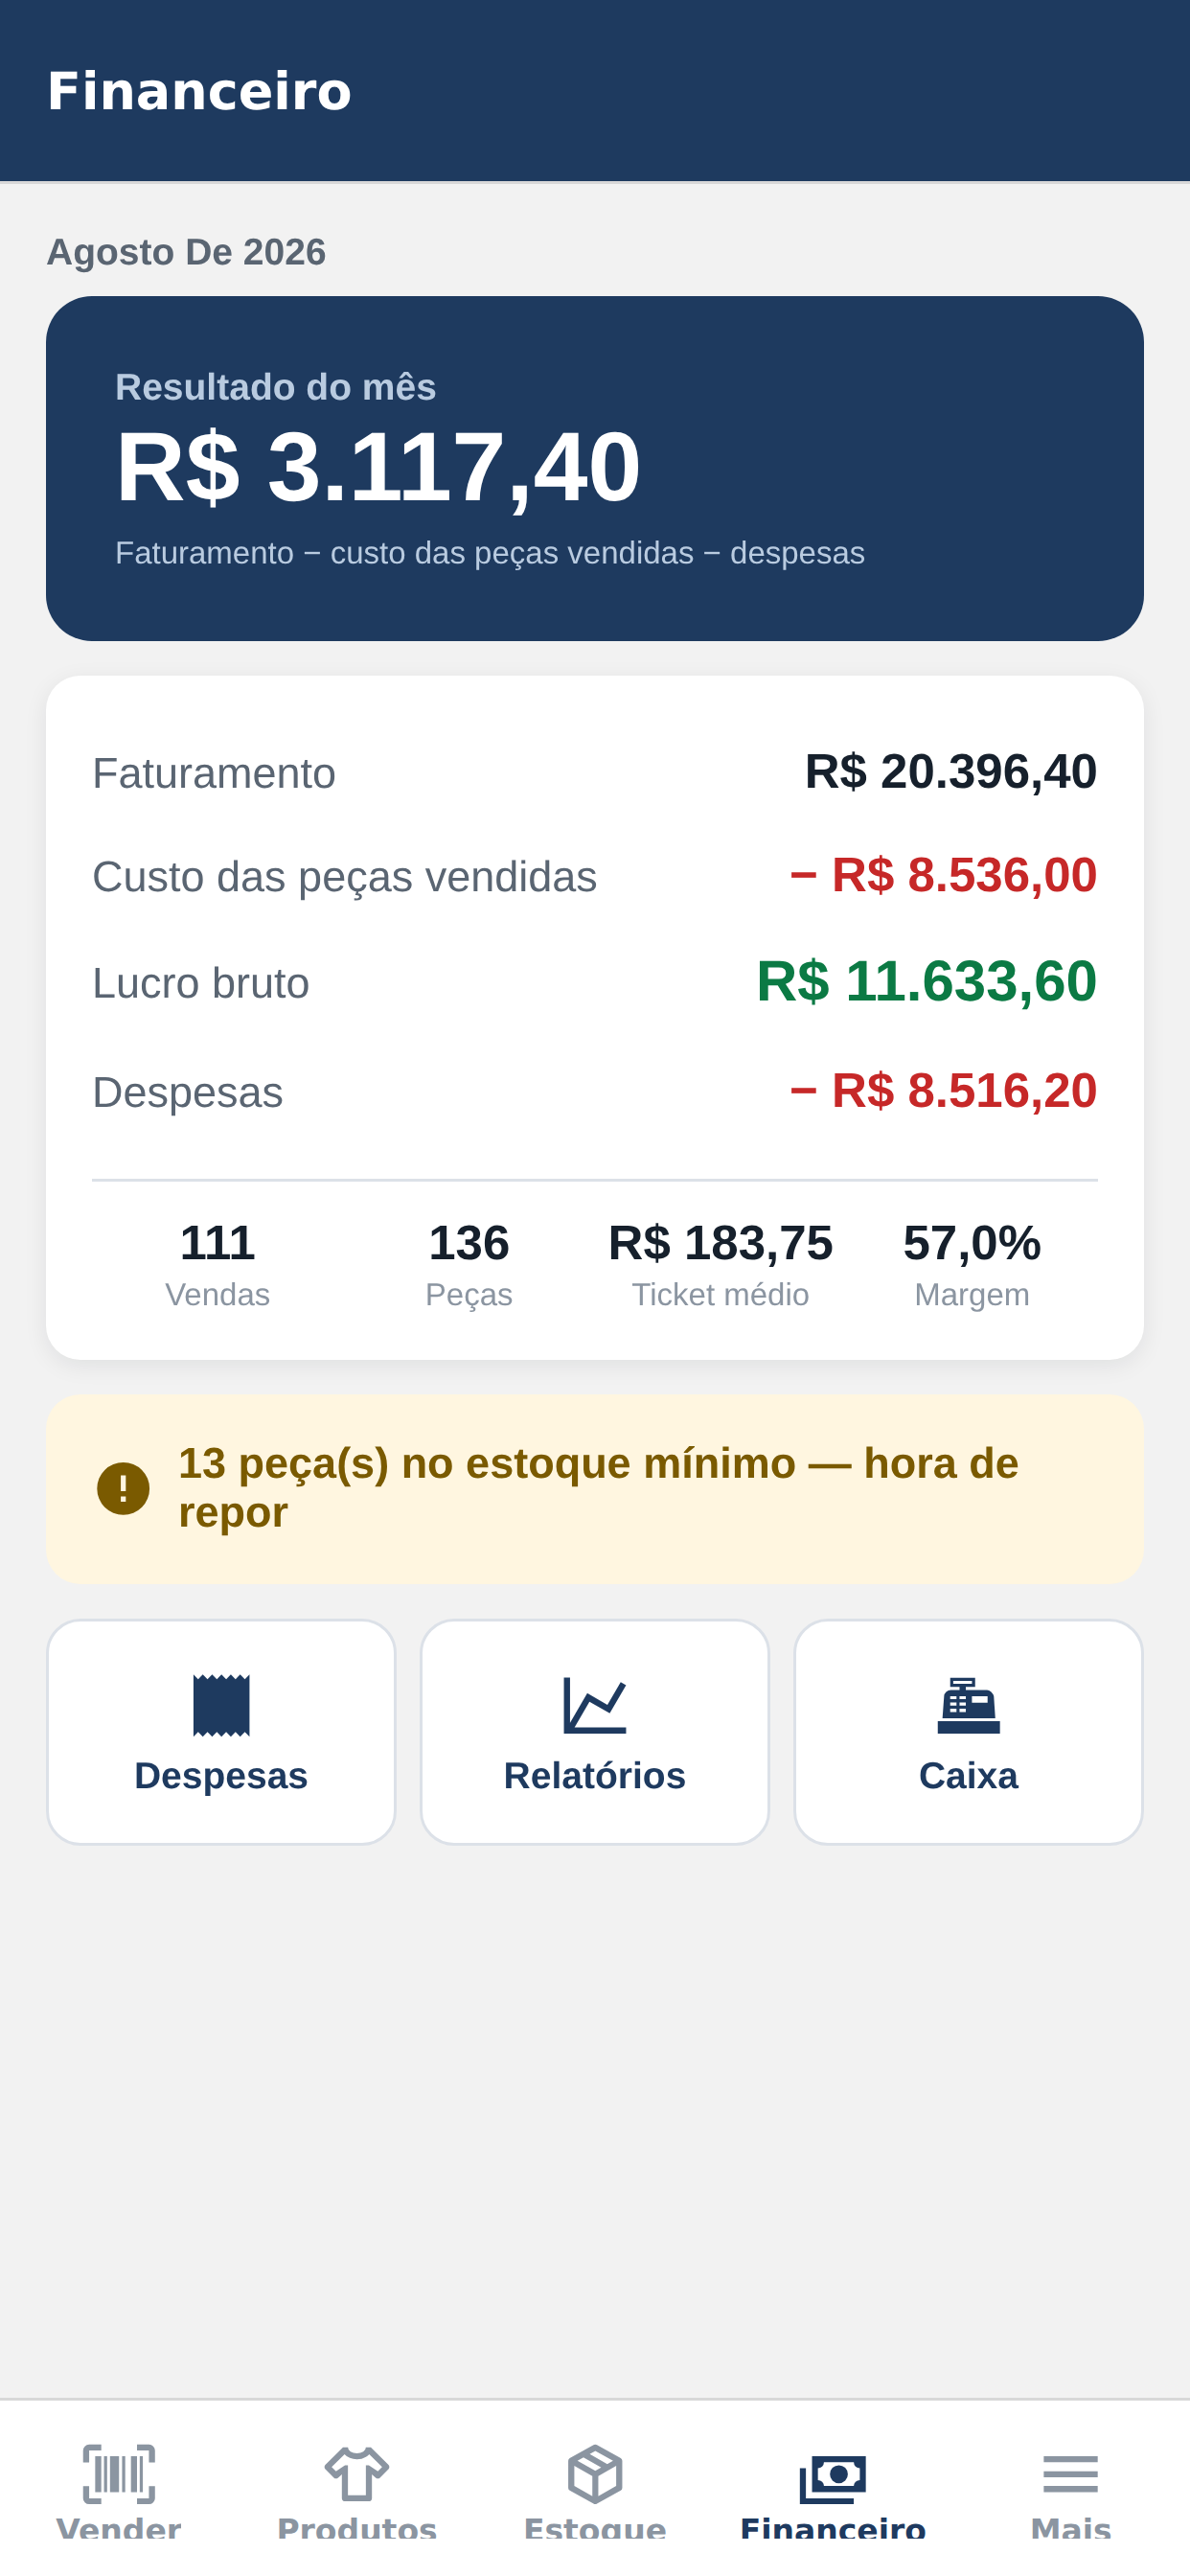 Financeiro
Agosto De 2026
Resultado do mês
R$ 3.117,40
Faturamento − custo das peças vendidas − despesas
Faturamento R$ 20.396,40
Custo das peças vendidas − R$ 8.536,00
Lucro bruto R$ 11.633,60
Despesas − R$ 8.516,20
111 136 R$ 183,75 57,0%
Vendas Peças Ticket médio Margem
13 peça(s) no estoque mínimo — hora de
repor
Despesas Relatórios Caixa
Vender Produtos Estoque Financeiro Mais